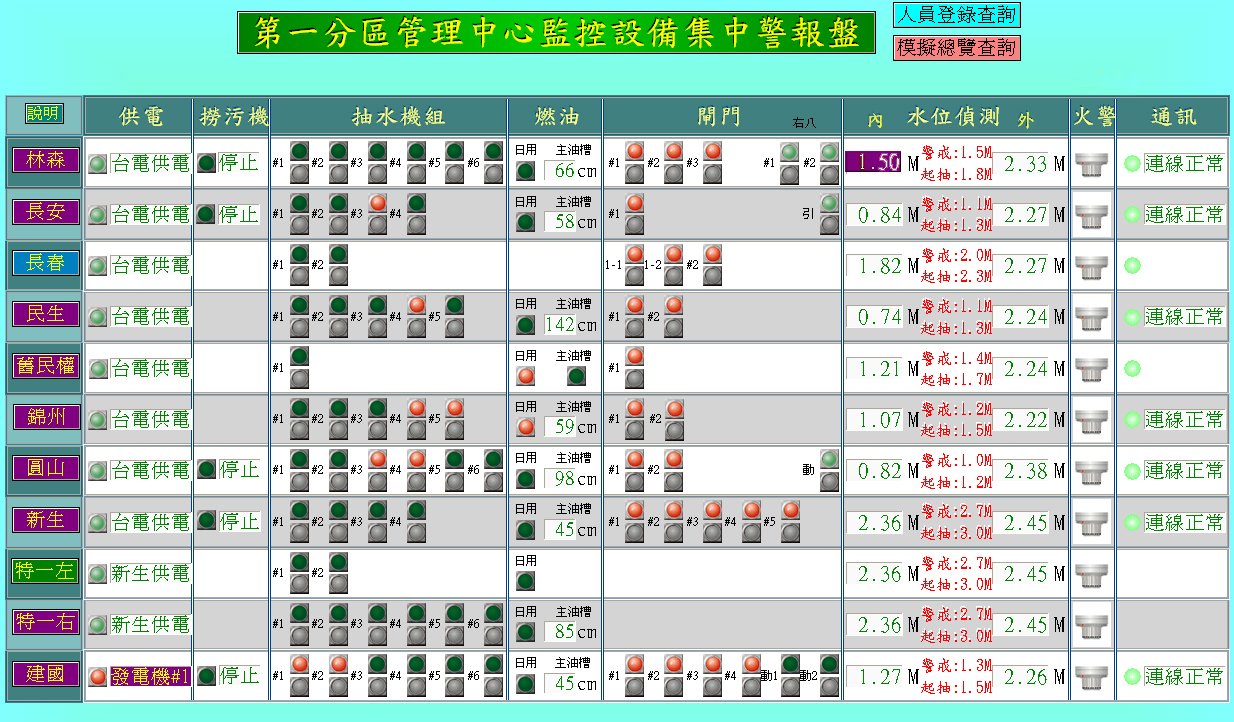 第一分區管理中心監控設備集中警報盤
人員登錄查詢
模擬總覽查詢
說明 供電 撈污機 抽水機組 燃油 閘門 右八 內 水位偵測 外 火警 通訊
林森 台電供電 停止 #1 #2 #3 #4 #5 #6 日用 主油槽 66cm #1 #2 #3 #1 #2 1.50 M 警戒:1.5M 起抽:1.8M 2.33 M 連線正常
長安 台電供電 停止 #1 #2 #3 #4 日用 主油槽 58cm #1 引 0.84 M 警戒:1.1M 起抽:1.3M 2.27 M 連線正常
長春 台電供電 #1 #2 1-1 1-2 #2 1.82 M 警戒:2.0M 起抽:2.3M 2.27 M
民生 台電供電 #1 #2 #3 #4 #5 日用 主油槽 142cm #1 #2 0.74 M 警戒:1.1M 起抽:1.3M 2.24 M 連線正常
舊民權 台電供電 #1 日用 主油槽 #1 1.21 M 警戒:1.4M 起抽:1.7M 2.24 M
錦州 台電供電 #1 #2 #3 #4 #5 日用 主油槽 59cm #1 #2 1.07 M 警戒:1.2M 起抽:1.5M 2.22 M 連線正常
圓山 台電供電 停止 #1 #2 #3 #4 #5 #6 日用 主油槽 98cm #1 #2 動 0.82 M 警戒:1.0M 起抽:1.2M 2.38 M 連線正常
新生 台電供電 停止 #1 #2 #3 #4 日用 主油槽 45cm #1 #2 #3 #4 #5 2.36 M 警戒:2.7M 起抽:3.0M 2.45 M 連線正常
特一左 新生供電 #1 #2 日用 2.36 M 警戒:2.7M 起抽:3.0M 2.45 M
特一右 新生供電 #1 #2 #3 #4 #5 #6 日用 主油槽 85cm 2.36 M 警戒:2.7M 起抽:3.0M 2.45 M
建國 發電機#1 停止 #1 #2 #3 #4 #5 #6 日用 主油槽 45cm #1 #2 #3 #4 動1 動2 1.27 M 警戒:1.3M 起抽:1.5M 2.26 M 連線正常